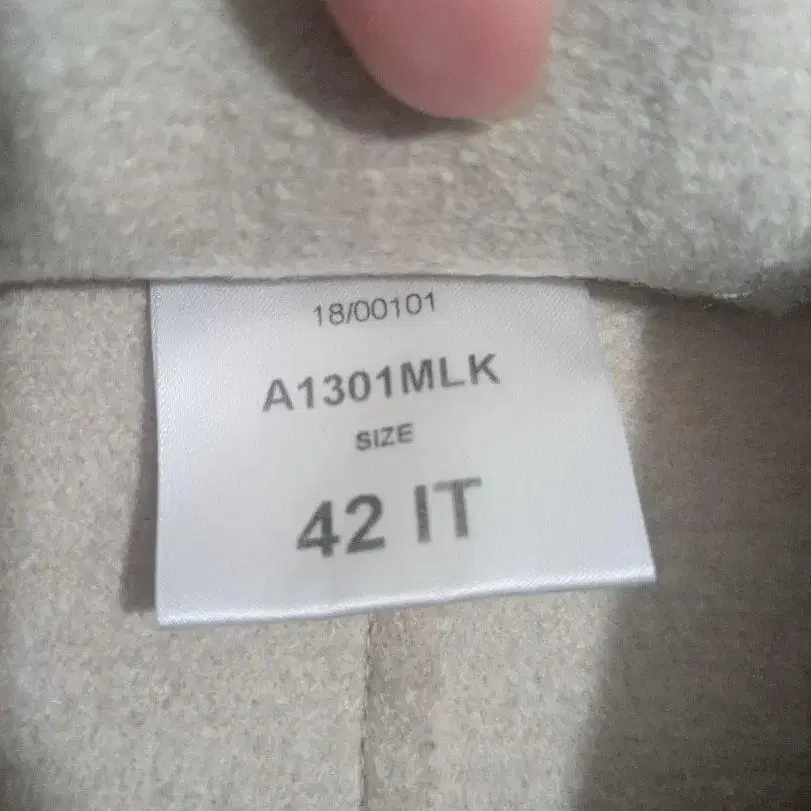 18/00101
A1301MLK
SIZE
42 IT